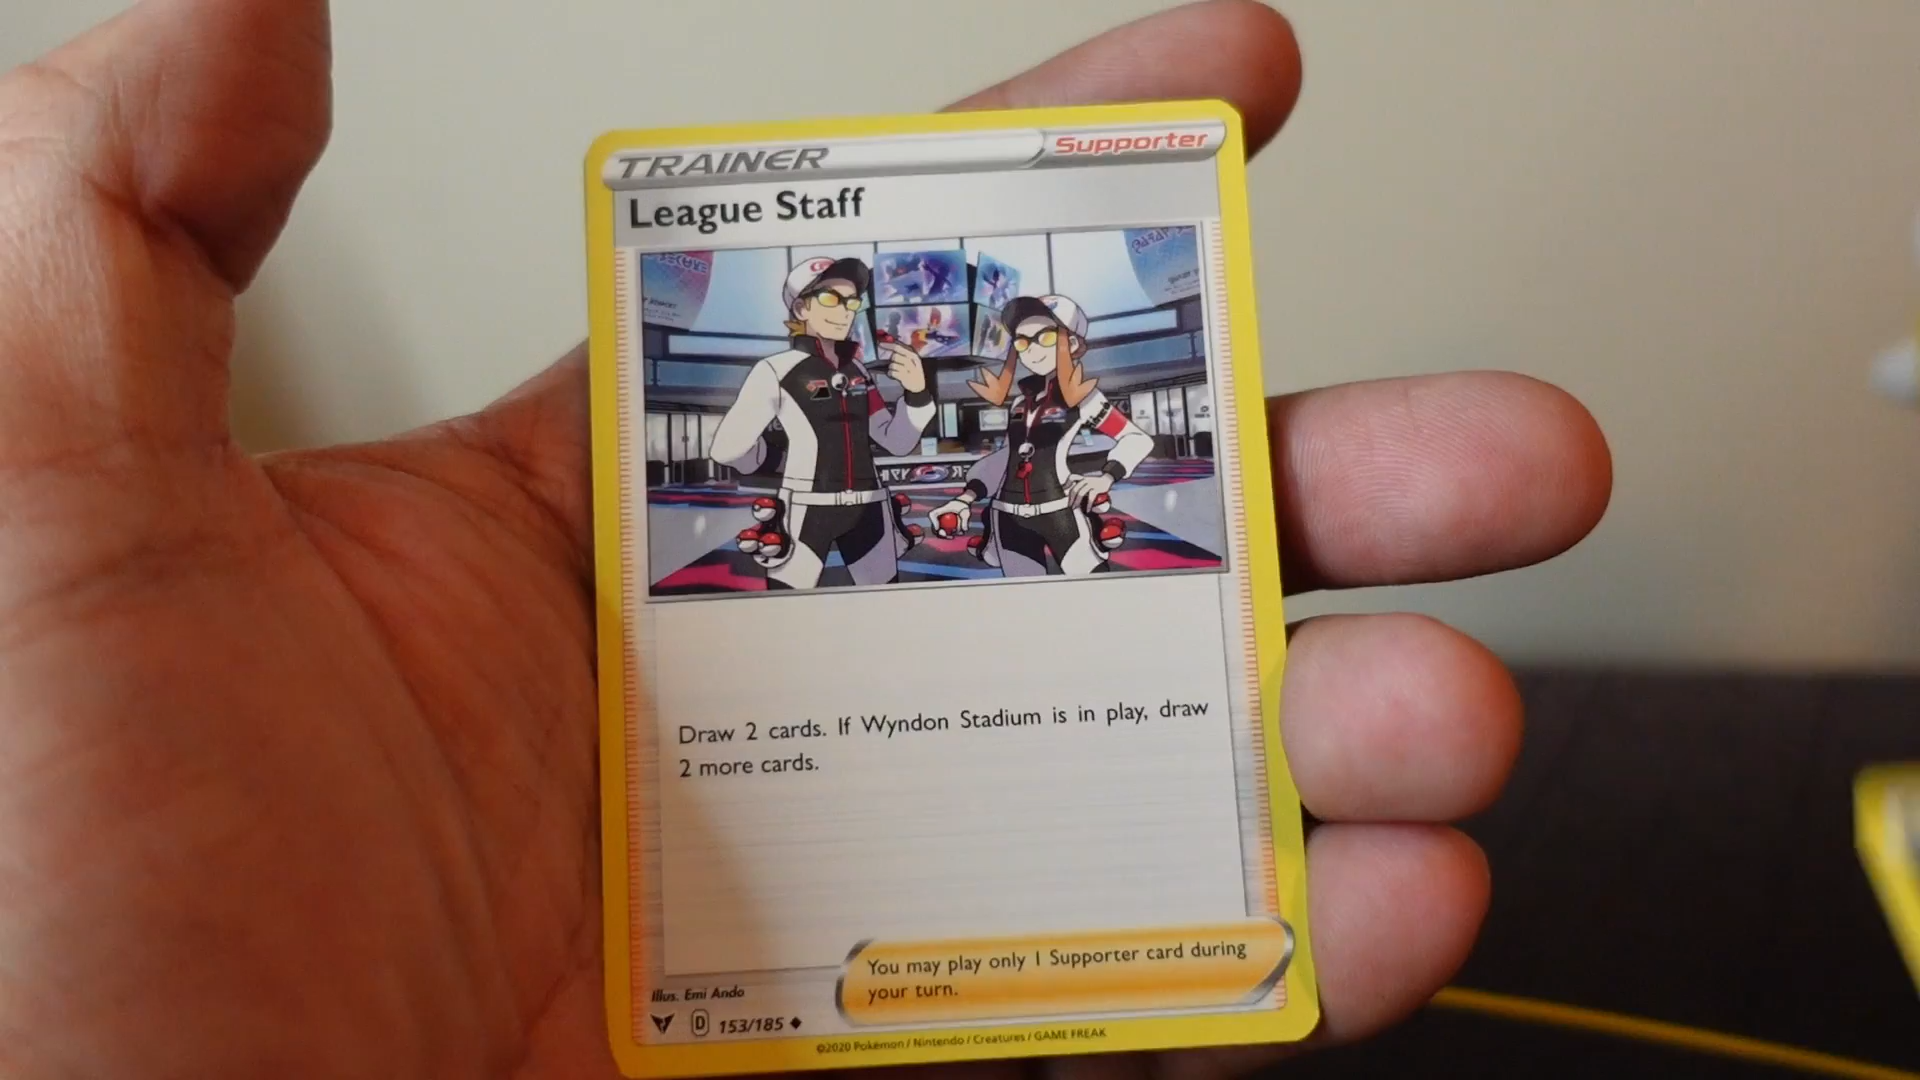 TRAINER
Supporter
League Staff
Draw 2 cards. If Wyndon Stadium is in play, draw
2 more cards.
You may play only 1 Supporter card during
your turn.
Illus. Emi Ando
D 153/185
©2020 Pokémon / Nintendo / Creatures / GAME FREAK